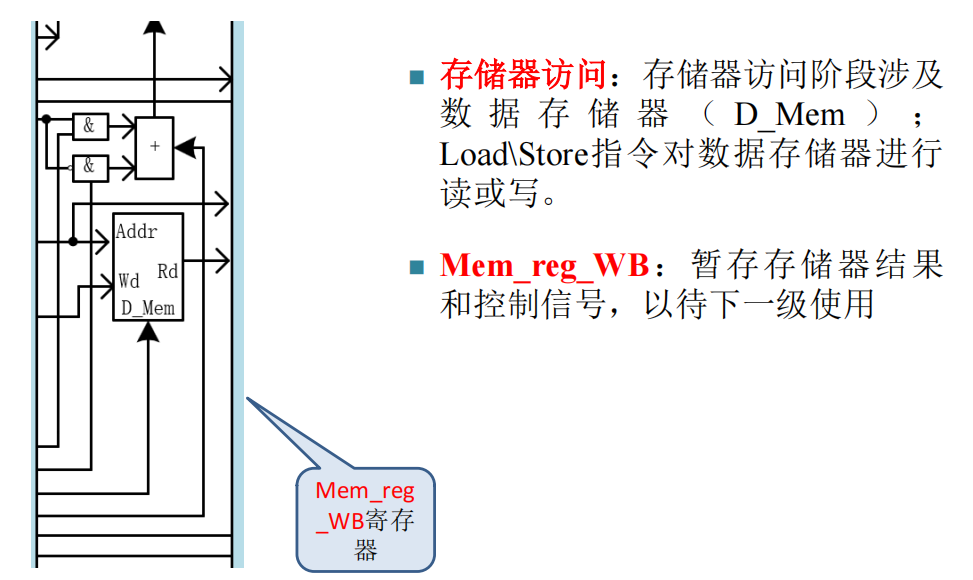 &
+
&
Addr
Rd
Wd
D_Mem
Mem_reg
_WB寄存
器
■ 存储器访问：存储器访问阶段涉及
数据存储器（D_Mem）；
Load\Store指令对数据存储器进行
读或写。
■ Mem_reg_WB：暂存存储器结果
和控制信号，以待下一级使用